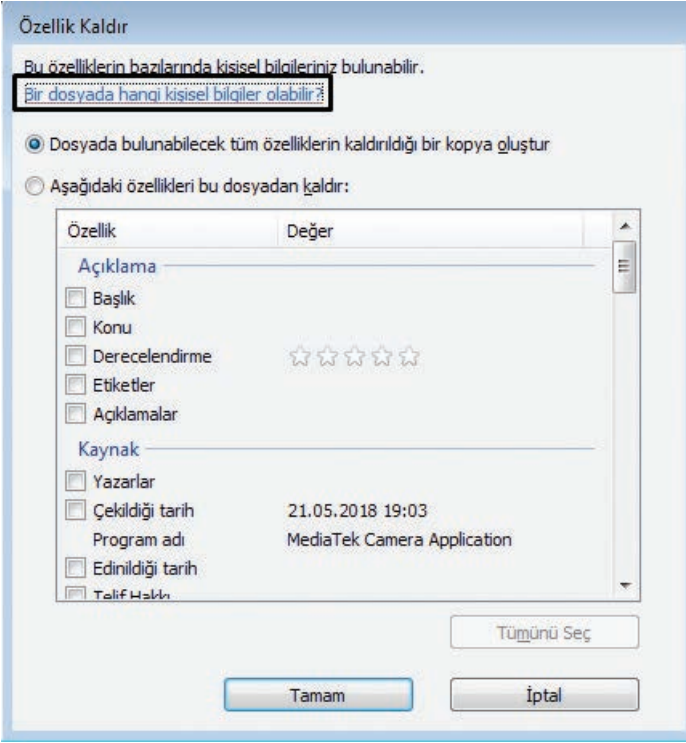 Özellik Kaldır
Bu özelliklerin bazılarında kişisel bilgileriniz bulunabilir.
Bir dosyada hangi kişisel bilgiler olabilir?
Dosyada bulunabilecek tüm özelliklerin kaldırıldığı bir kopya oluştur
Aşağıdaki özellikleri bu dosyadan kaldır:
Özellik Değer
Açıklama
Başlık
Konu
Derecelendirme
Etiketler
Açıklamalar
Kaynak
Yazarlar
Çekildiği tarih 21.05.2018 19:03
Program adı MediaTek Camera Application
Edinildiği tarih
Telif Hakkı
Tümünü Seç
Tamam İptal